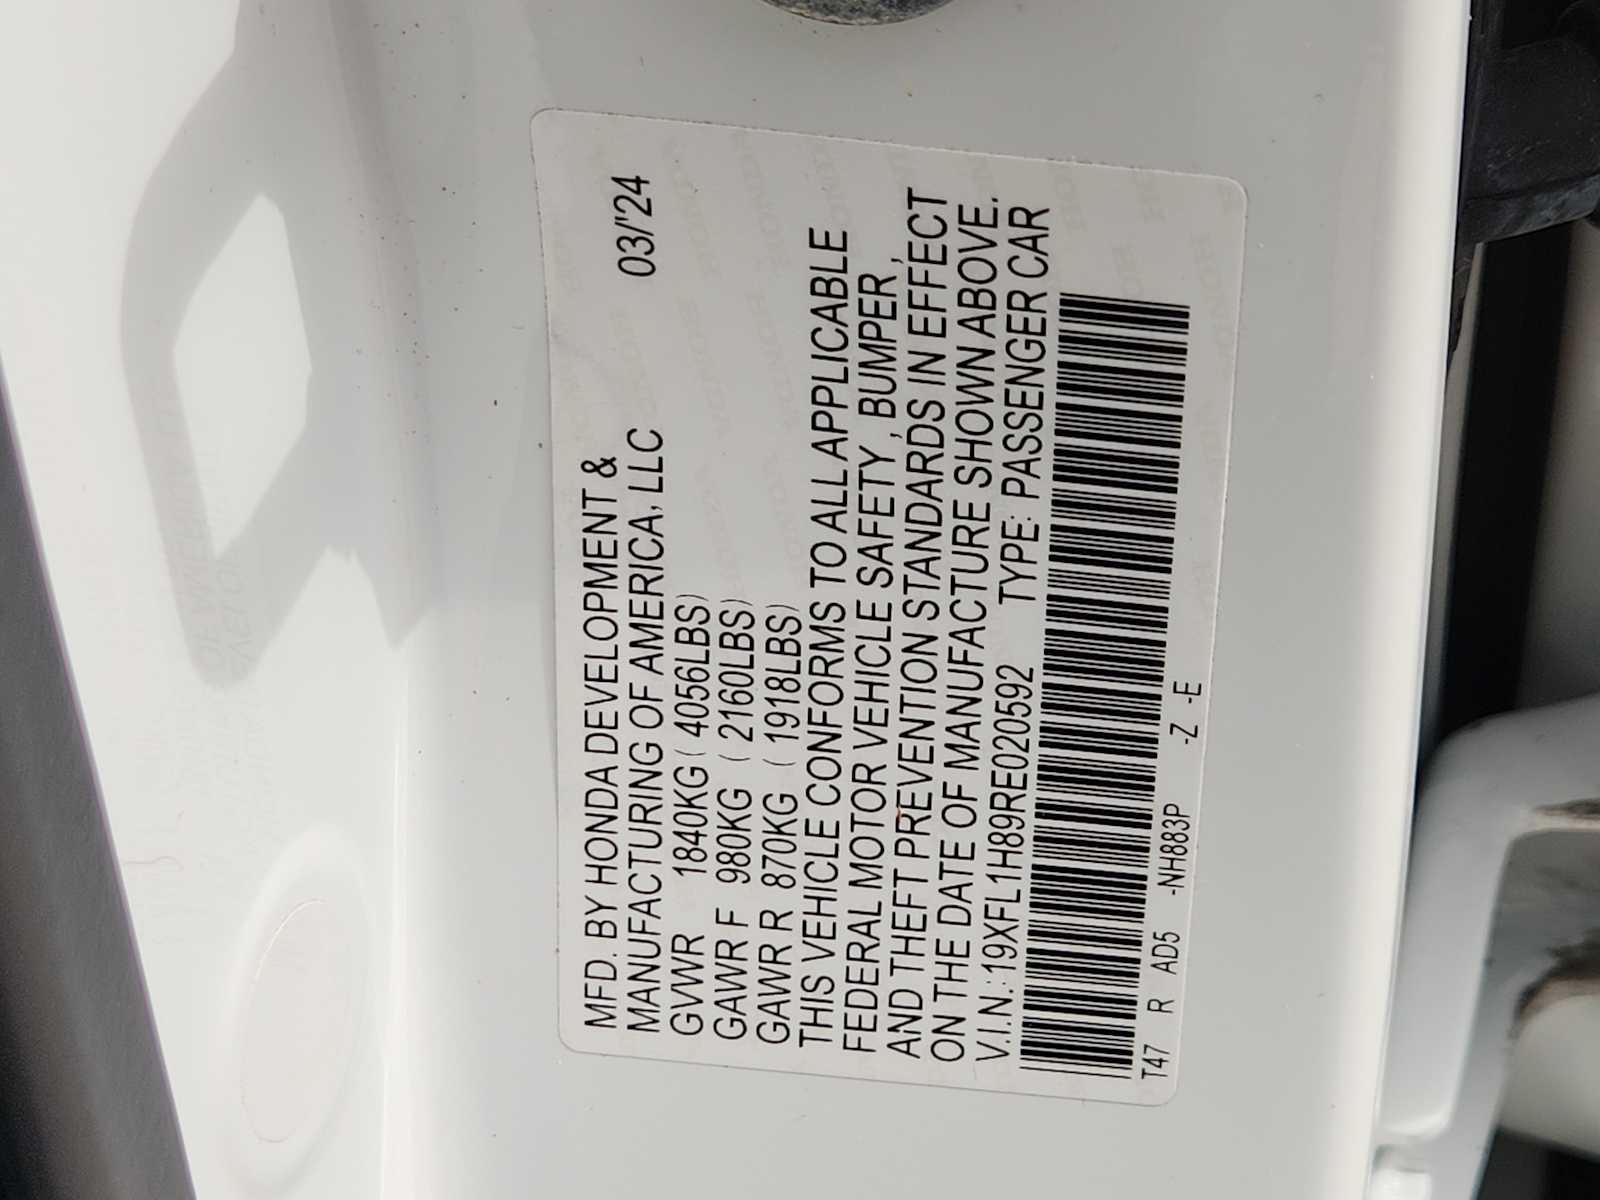 MFD. BY HONDA DEVELOPMENT & 03/'24
MANUFACTURING OF AMERICA, LLC
GVWR 1840KG ( 4056LBS)
GAWR F 980KG ( 2160LBS)
GAWR R 870KG ( 1918LBS)
THIS VEHICLE CONFORMS TO ALL APPLICABLE
FEDERAL MOTOR VEHICLE SAFETY , BUMPER ,
AND THEFT PREVENTION STANDARDS IN EFFECT
ON THE DATE OF MANUFACTURE SHOWN ABOVE.
V.I.N.:19XFL1H89RE020592 TYPE: PASSENGER CAR
T47 R AD5 -NH883P -Z -E